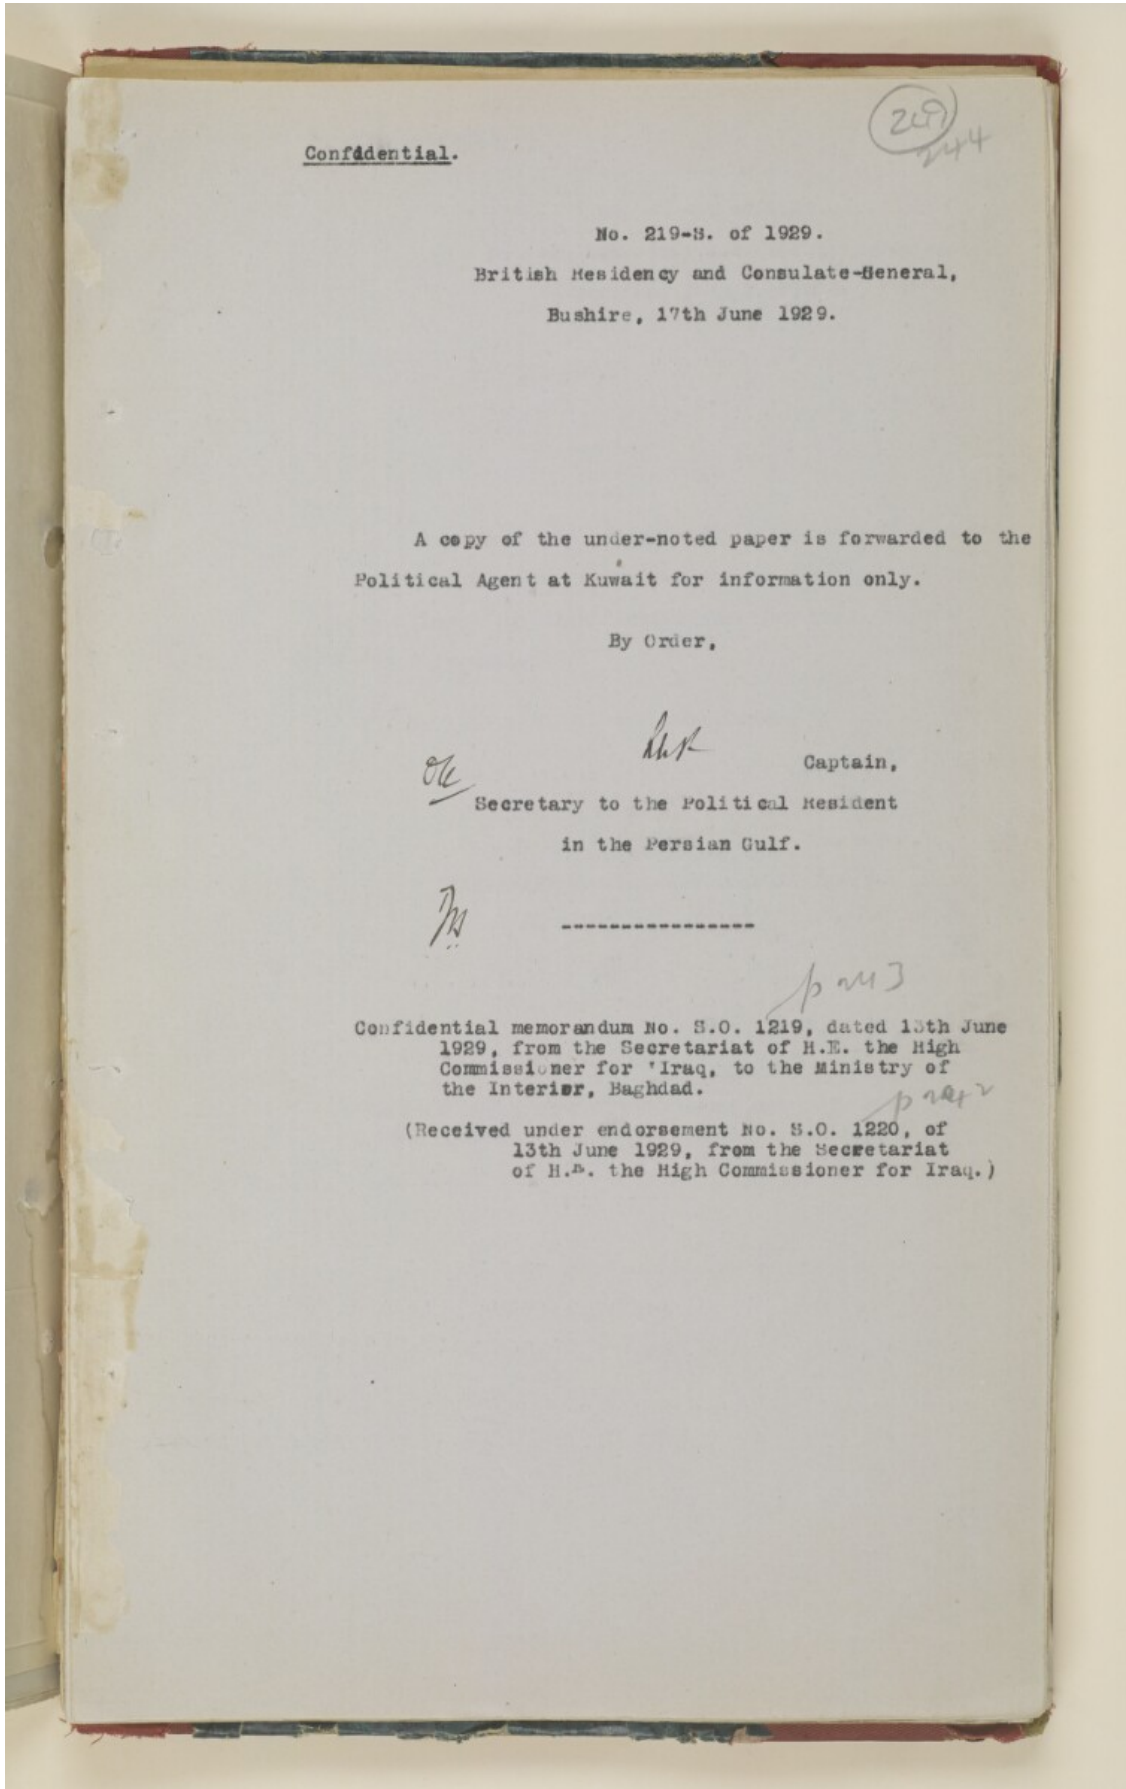 244
Confidential.
No. 219-S. of 1929.
British Residency and Consulate-General,
Bushire, 17th June 1929.
A copy of the under-noted paper is forwarded to the
Political Agent at Kuwait for information only.
By Order,
Captain,
Secretary to the Political Resident
in the Persian Gulf.
----------------
p 243
Confidential memorandum No. S.O. 1219, dated 13th June
1929, from the Secretariat of H.E. the High
Commissioner for 'Iraq, to the Ministry of
the Interior, Baghdad.
p 242
(Received under endorsement No. S.O. 1220, of
13th June 1929, from the Secretariat
of H.E. the High Commissioner for Iraq.)